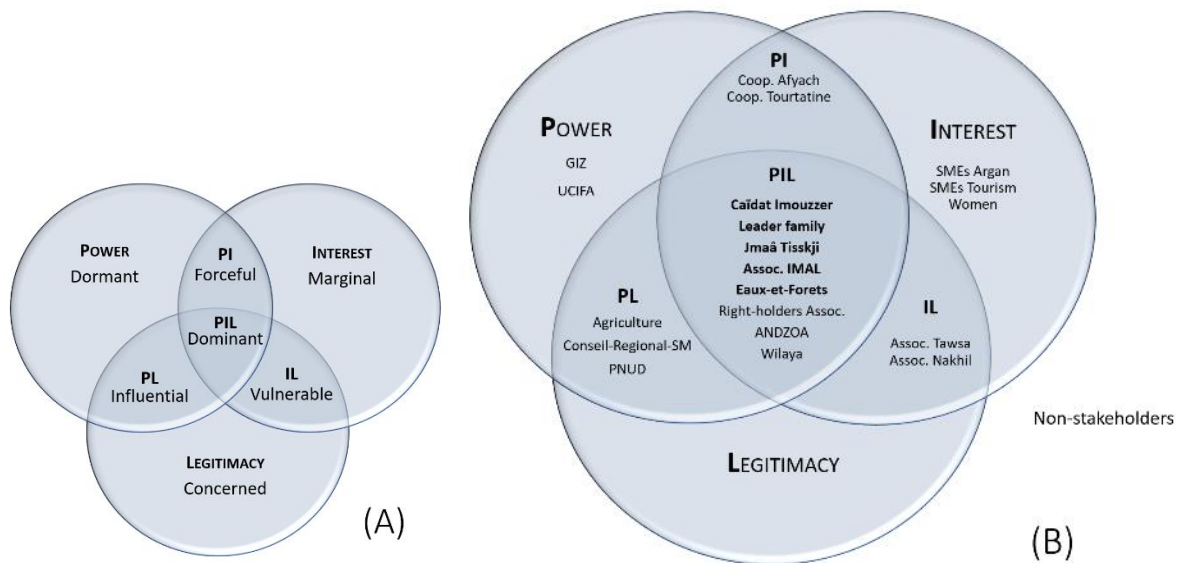 POWER
Dormant
PI
Forceful
INTEREST
Marginal
PIL
Dominant
PL
Influential
IL
Vulnerable
LEGITIMACY
Concerned
(A)
PI
Coop. Afyach
Coop. Tourtatine
POWER
GIZ
UCIFA
INTEREST
SMEs Argan
SMEs Tourism
Women
PIL
Caïdat Imouzzer
Leader family
Jmaâ Tisskji
Assoc. IMAL
Eaux-et-Forets
Right-holders Assoc.
ANDZOA
Wilaya
PL
Agriculture
Conseil-Regional-SM
PNUD
IL
Assoc. Tawsa
Assoc. Nakhil
Non-stakeholders
LEGITIMACY
(B)